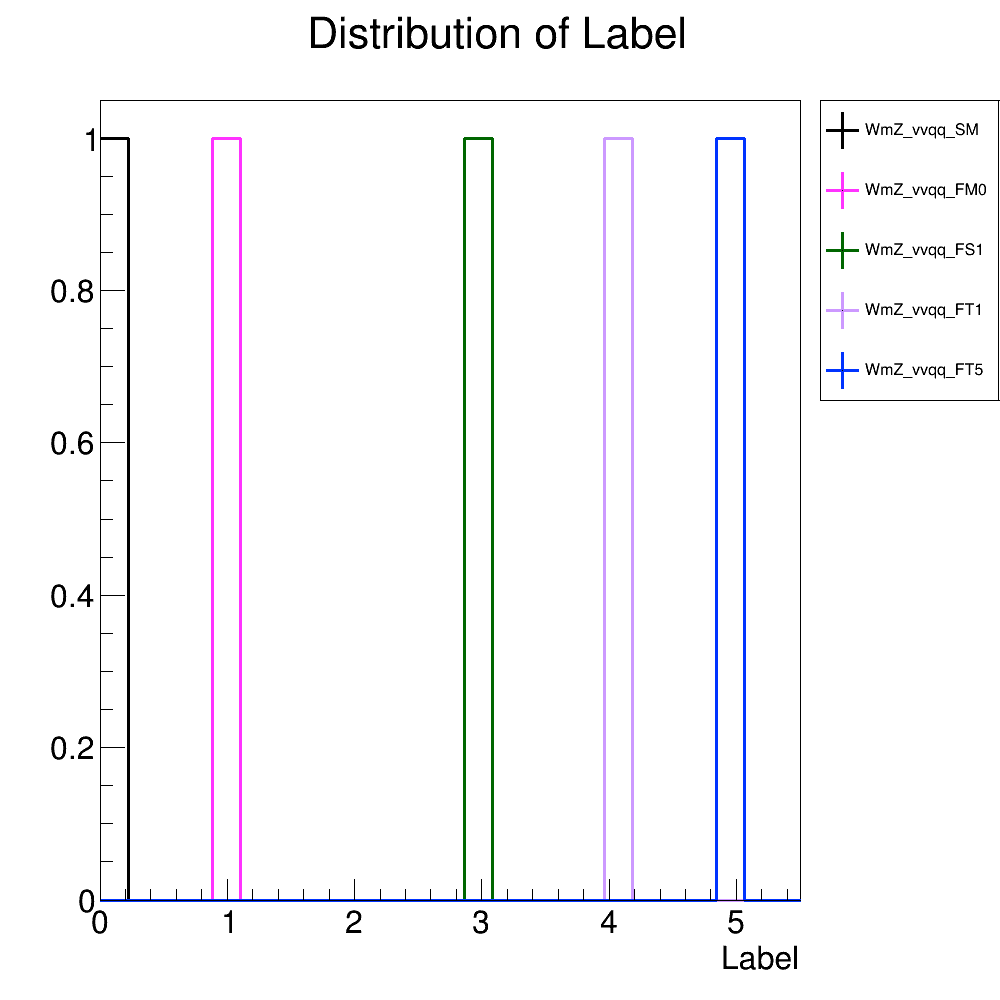 Distribution of Label
1
0.8
0.6
0.4
0.2
0
0 1 2 3 4 5
Label
WmZ_vvqq_SM
WmZ_vvqq_FM0
WmZ_vvqq_FS1
WmZ_vvqq_FT1
WmZ_vvqq_FT5